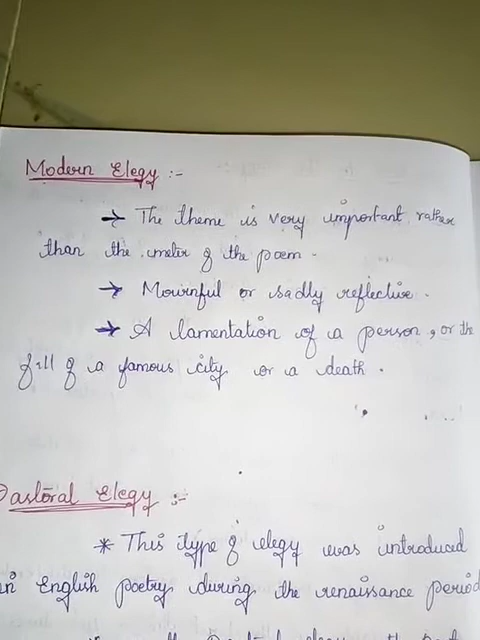 Modern Elegy :-
→ The theme is very important rather
than the meter of the poem.
→ Mournful or sadly reflective.
→ A lamentation of a person, or the
fall of a famous city or a death.
Pastoral Elegy :-
* This type of elegy was introduced
in English poetry during the renaissance period